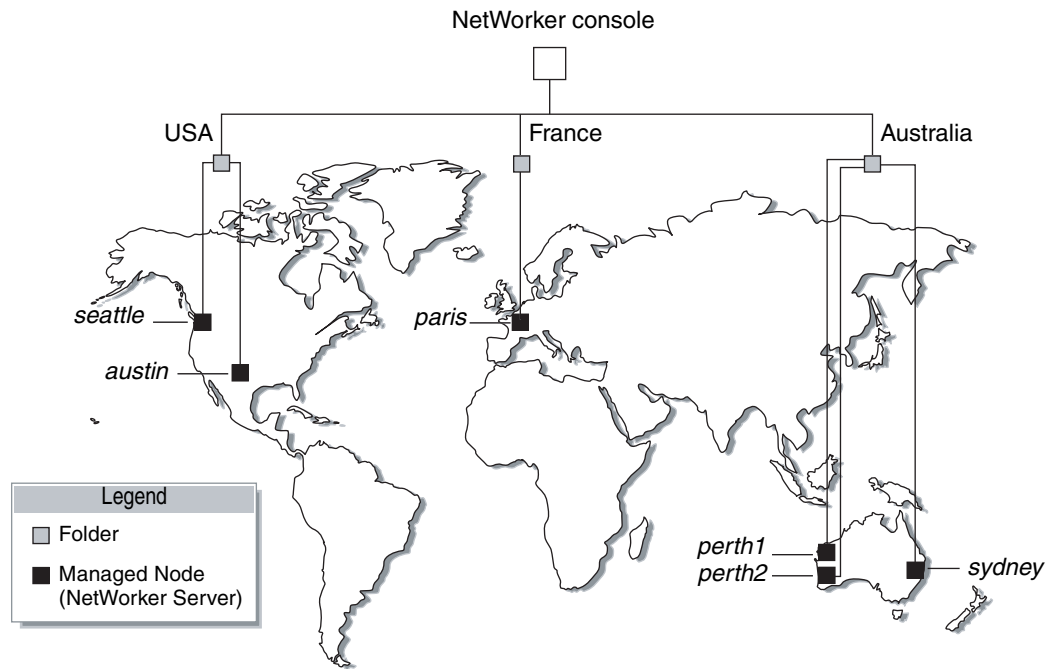 NetWorker console
USA
France
Australia
seattle
paris
austin
Legend
Folder
Managed Node
(NetWorker Server)
perth1
perth2
sydney